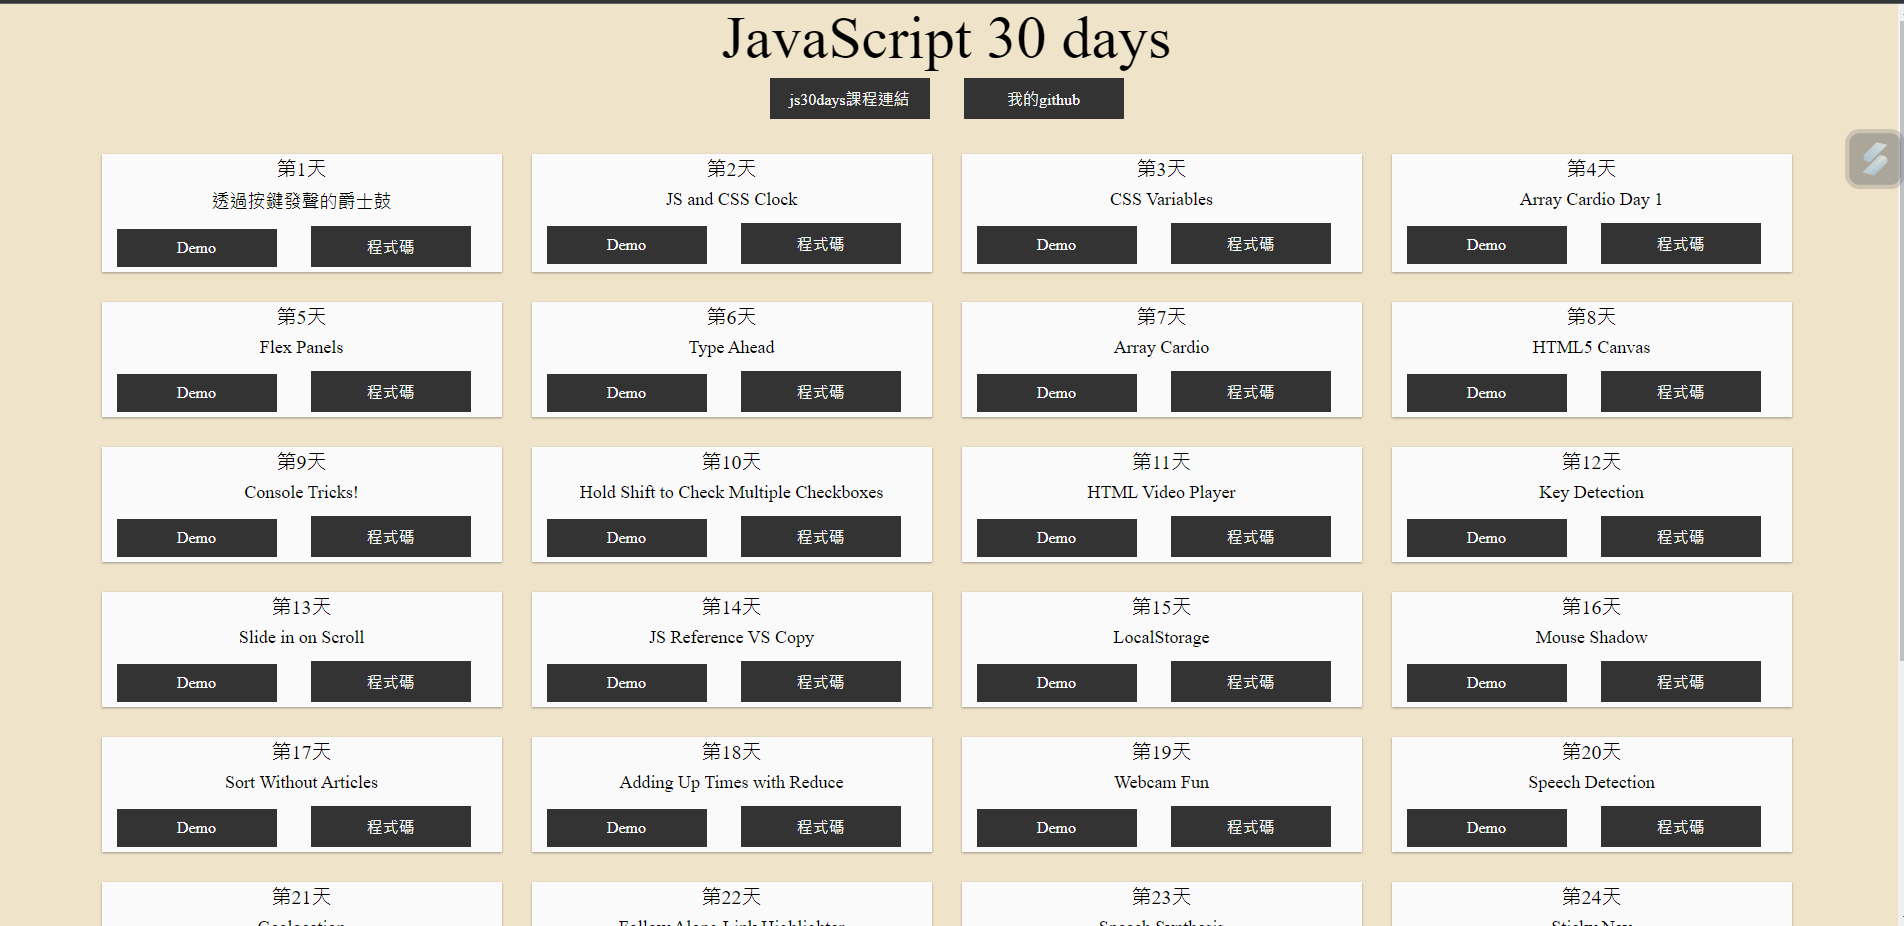 JavaScript 30 days
js30days課程連結
我的github
第1天
透過按鍵發聲的爵士鼓
Demo
程式碼
第2天
JS and CSS Clock
Demo
程式碼
第3天
CSS Variables
Demo
程式碼
第4天
Array Cardio Day 1
Demo
程式碼
第5天
Flex Panels
Demo
程式碼
第6天
Type Ahead
Demo
程式碼
第7天
Array Cardio
Demo
程式碼
第8天
HTML5 Canvas
Demo
程式碼
第9天
Console Tricks!
Demo
程式碼
第10天
Hold Shift to Check Multiple Checkboxes
Demo
程式碼
第11天
HTML Video Player
Demo
程式碼
第12天
Key Detection
Demo
程式碼
第13天
Slide in on Scroll
Demo
程式碼
第14天
JS Reference VS Copy
Demo
程式碼
第15天
LocalStorage
Demo
程式碼
第16天
Mouse Shadow
Demo
程式碼
第17天
Sort Without Articles
Demo
程式碼
第18天
Adding Up Times with Reduce
Demo
程式碼
第19天
Webcam Fun
Demo
程式碼
第20天
Speech Detection
Demo
程式碼
第21天
Geolocation
第22天
Follow Along Link Highlighter
第23天
Speech Synthesis
第24天
Sticky Nav